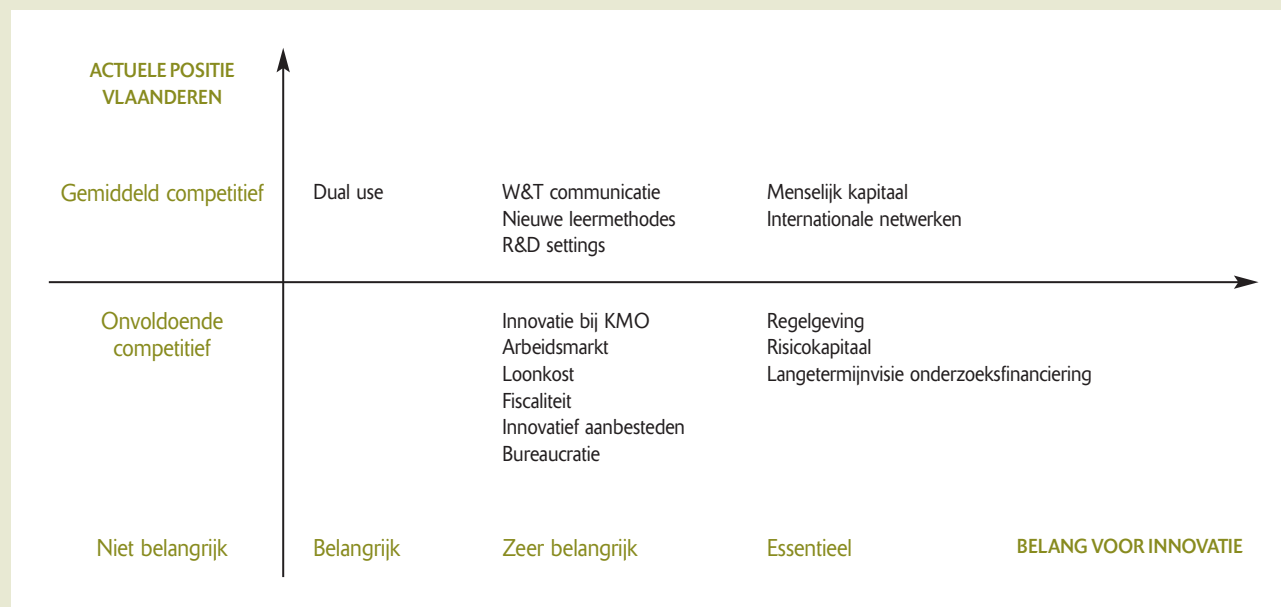 ACTUELE POSITIE
VLAANDEREN
Gemiddeld competitief
Dual use
W&T communicatie
Nieuwe leermethodes
R&D settings
Menselijk kapitaal
Internationale netwerken
Onvoldoende
competitief
Innovatie bij KMO
Arbeidsmarkt
Loonkost
Fiscaliteit
Innovatief aanbesteden
Bureaucratie
Regelgeving
Risicokapitaal
Langetermijnvisie onderzoeksfinanciering
Niet belangrijk
Belangrijk
Zeer belangrijk
Essentieel
BELANG VOOR INNOVATIE